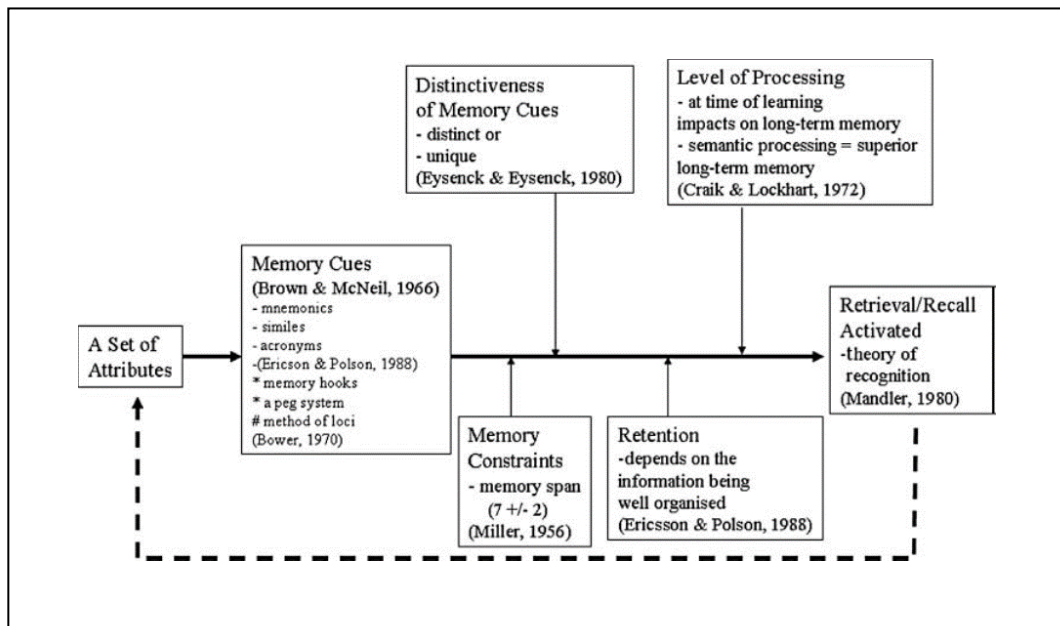 Distinctiveness
of Memory Cues
- distinct or
- unique
(Eysenck & Eysenck, 1980)
Level of Processing
- at time of learning
impacts on long-term memory
- semantic processing = superior
long-term memory
(Craik & Lockhart, 1972)
A Set of
Attributes
Memory Cues
(Brown & McNeil, 1966)
- mnemonics
- similes
- acronyms
-(Ericson & Polson, 1988)
* memory hooks
* a peg system
# method of loci
(Bower, 1970)
Memory
Constraints
- memory span
(7 +/- 2)
(Miller, 1956)
Retention
-depends on the
information being
well organised
(Ericsson & Polson, 1988)
Retrieval/Recall
Activated
-theory of
recognition
(Mandler, 1980)